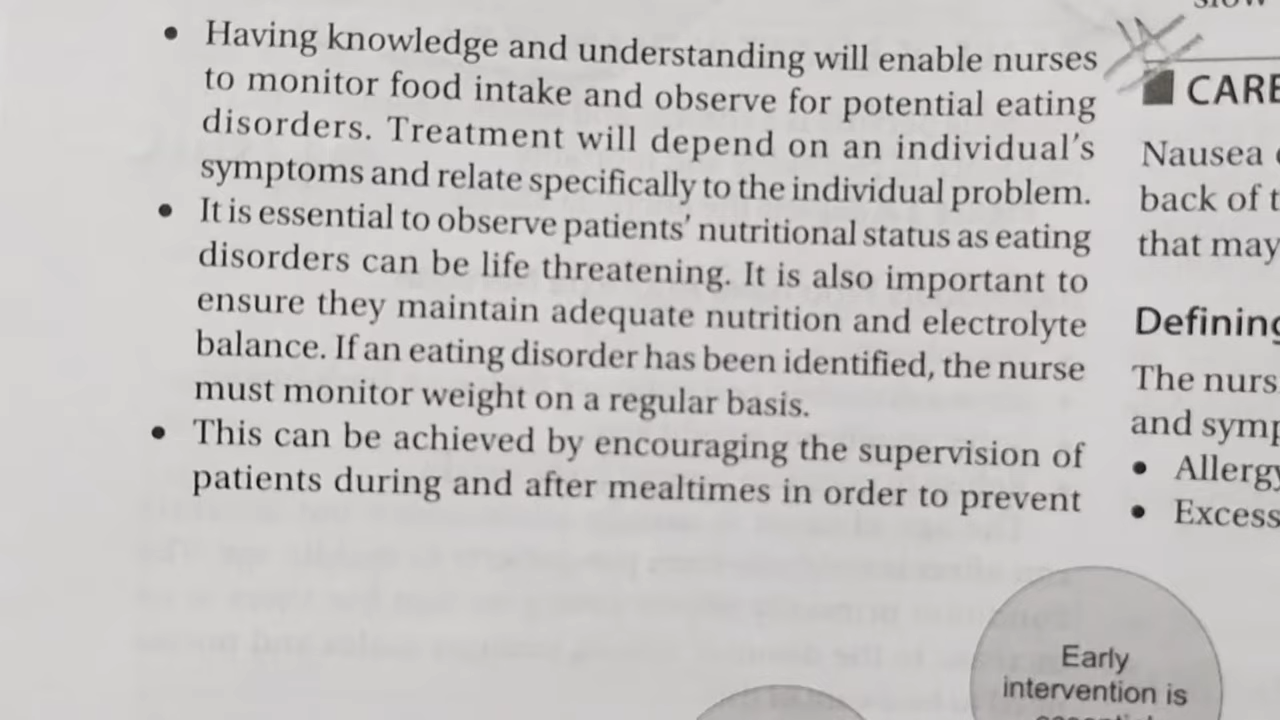 • Having knowledge and understanding will enable nurses
to monitor food intake and observe for potential eating
disorders. Treatment will depend on an individual's
symptoms and relate specifically to the individual problem.
• It is essential to observe patients' nutritional status as eating
disorders can be life threatening. It is also important to
ensure they maintain adequate nutrition and electrolyte
balance. If an eating disorder has been identified, the nurse
must monitor weight on a regular basis.
• This can be achieved by encouraging the supervision of
patients during and after mealtimes in order to prevent
CARE
Nausea
back of t
that may
Defining
The nurs
and symp
• Allergy
• Excess
Early
intervention is